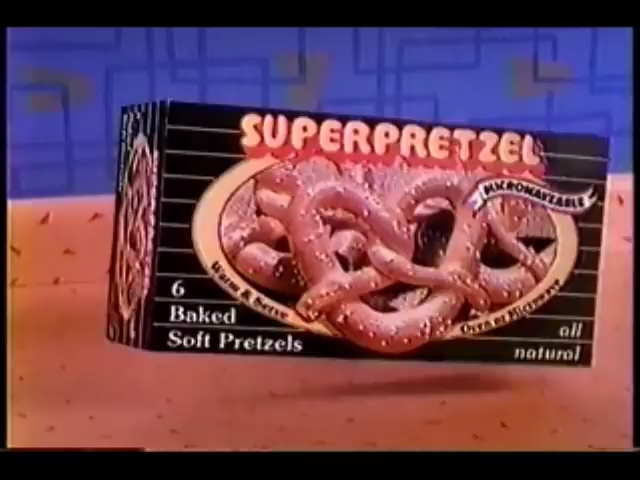 SUPERPRETZEL
MICROWAVEABLE
Warm & Serve
Oven or Microwave
6
Baked
Soft Pretzels
all
natural